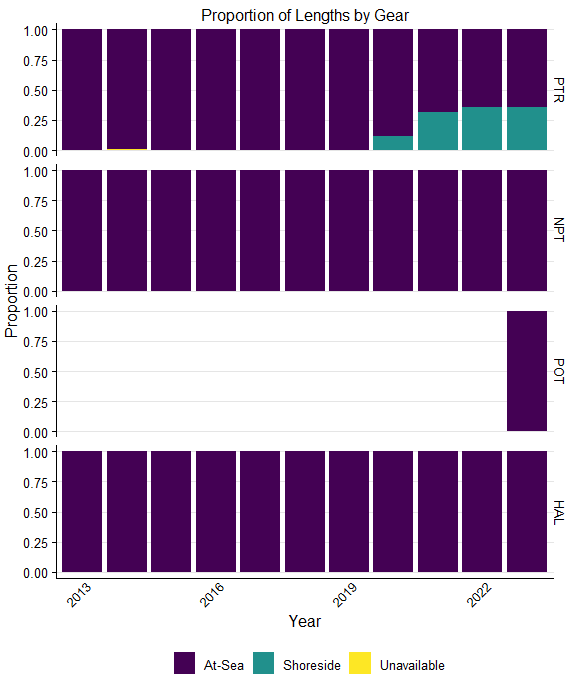 Proportion of Lengths by Gear
1.00
0.75
0.50
0.25
0.00
PTR
1.00
0.75
0.50
0.25
0.00
NPT
Proportion
1.00
0.75
0.50
0.25
0.00
POT
1.00
0.75
0.50
0.25
0.00
HAL
2013 2016 2019 2022
Year
At-Sea Shoreside Unavailable